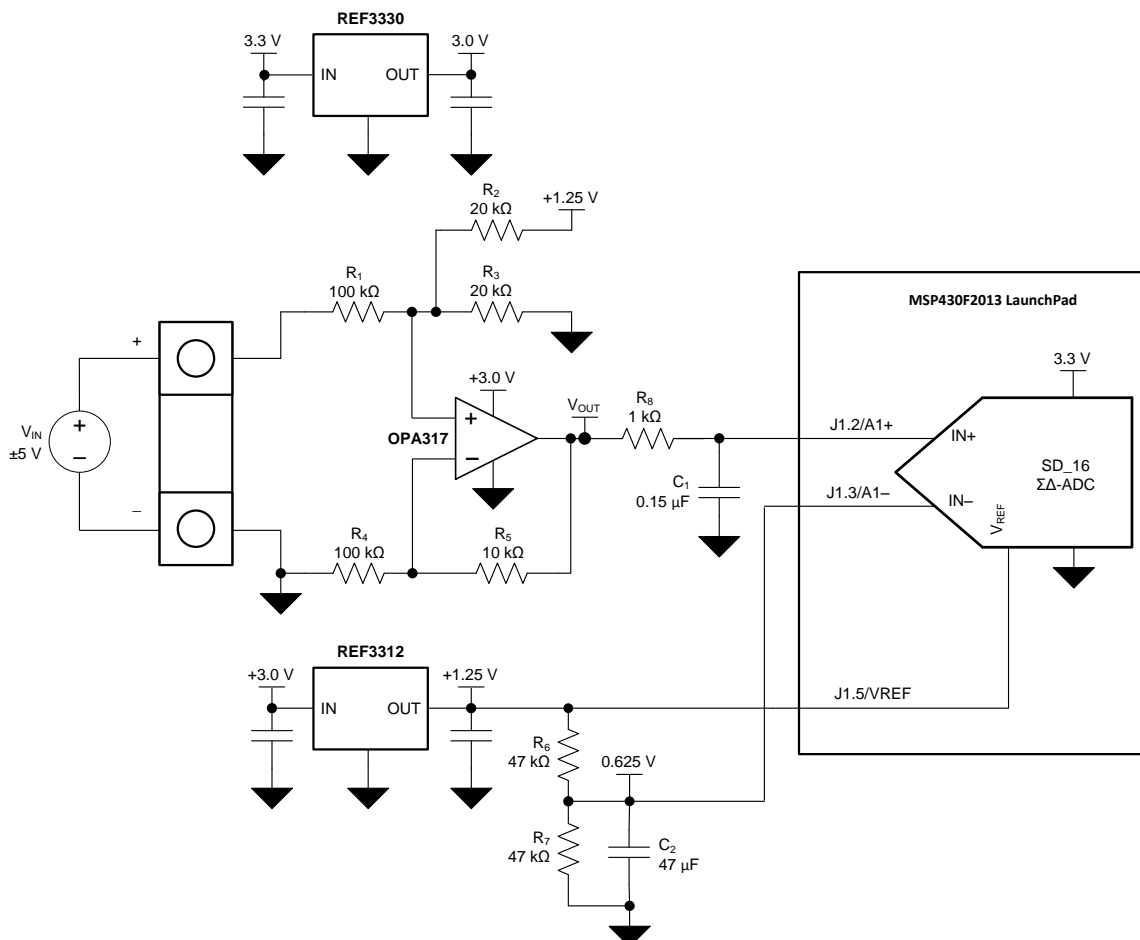 REF3330
3.3 V
3.0 V
IN
OUT
R2
20 kΩ
+1.25 V
R1
100 kΩ
R3
20 kΩ
MSP430F2013 LaunchPad
+
VIN
+
−
±5 V
−
+3.0 V
+
−
OPA317
VOUT
R8
1 kΩ
C1
0.15 µF
R4
100 kΩ
R5
10 kΩ
3.3 V
J1.2/A1+
IN+
SD_16
ΣΔ-ADC
J1.3/A1–
IN–
VREF
REF3312
+3.0 V
+1.25 V
IN
OUT
J1.5/VREF
R6
47 kΩ
0.625 V
R7
47 kΩ
C2
47 µF